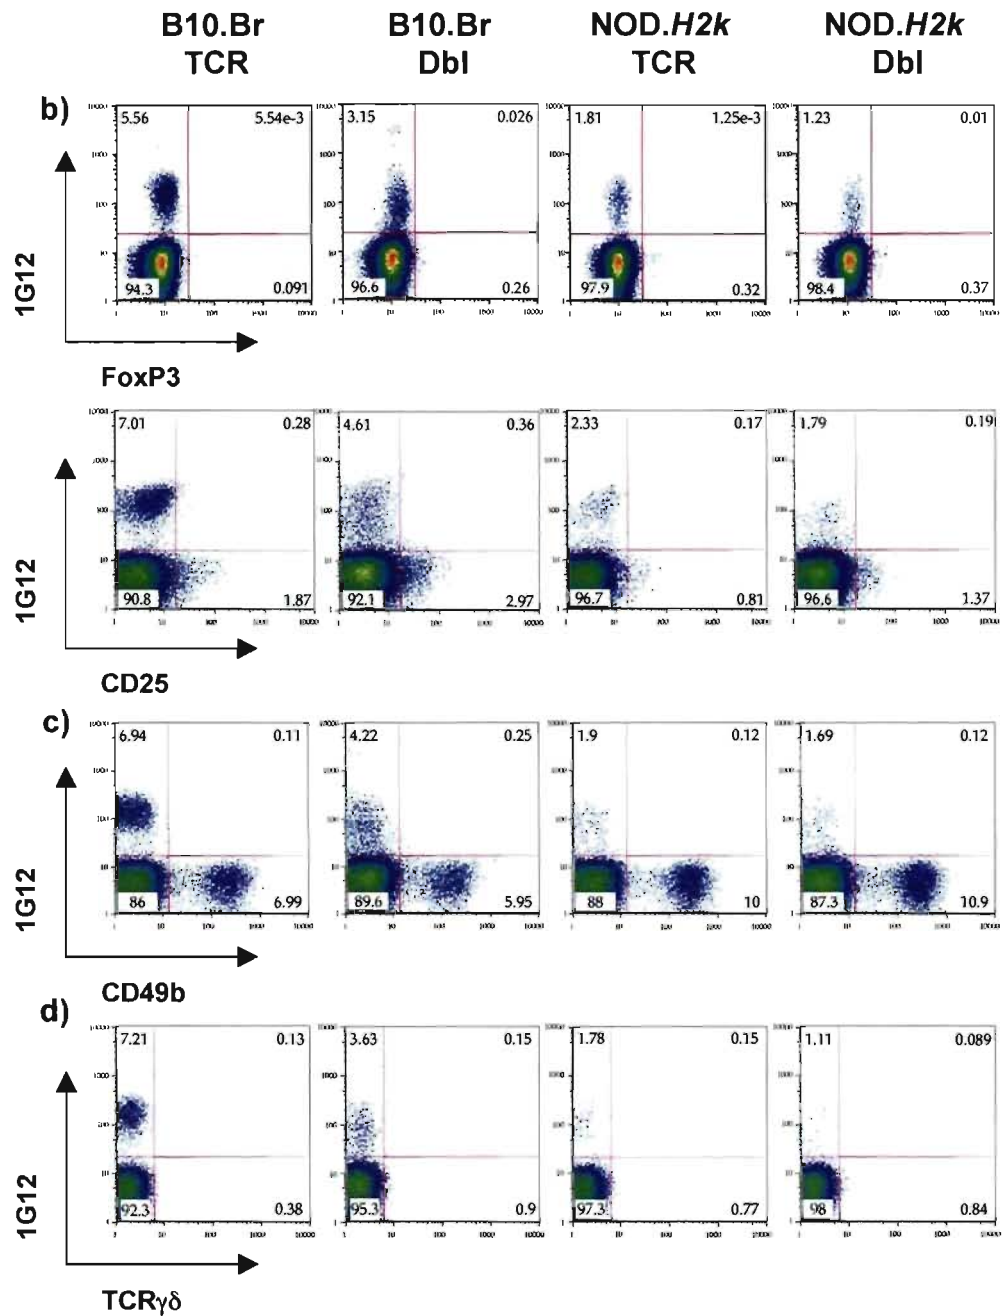 B10.Br B10.Br NOD.H2k NOD.H2k
TCR Dbl TCR Dbl
b)
5.56 5.54e-3 3.15 0.026 1.81 1.25e-3 1.23 0.01
94.3 0.091 96.6 0.26 97.9 0.32 98.4 0.37
1G12
FoxP3
7.01 0.28 4.61 0.36 2.33 0.17 1.79 0.19
90.8 1.87 92.1 2.97 96.7 0.81 96.6 1.37
1G12
CD25
c)
6.94 0.11 4.22 0.25 1.9 0.12 1.69 0.12
86 6.99 89.6 5.95 88 10 87.3 10.9
1G12
CD49b
d)
7.21 0.13 3.63 0.15 1.78 0.15 1.11 0.089
92.3 0.38 95.3 0.9 97.3 0.77 98 0.84
1G12
TCRγδ